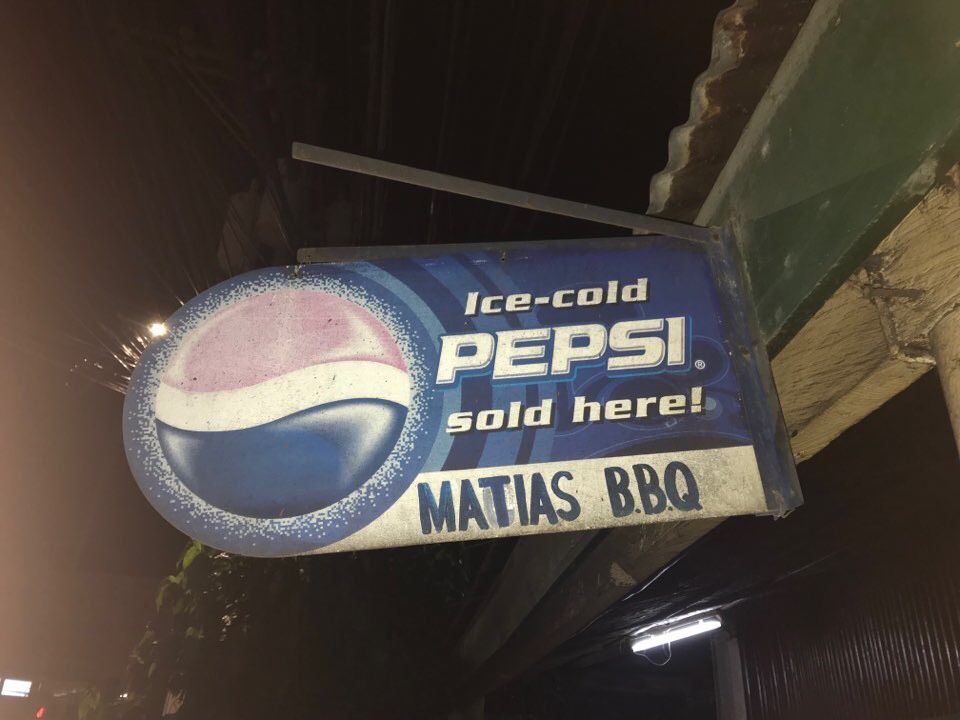 Ice-cold
PEPSI®
sold here!
MATIAS B.B.Q